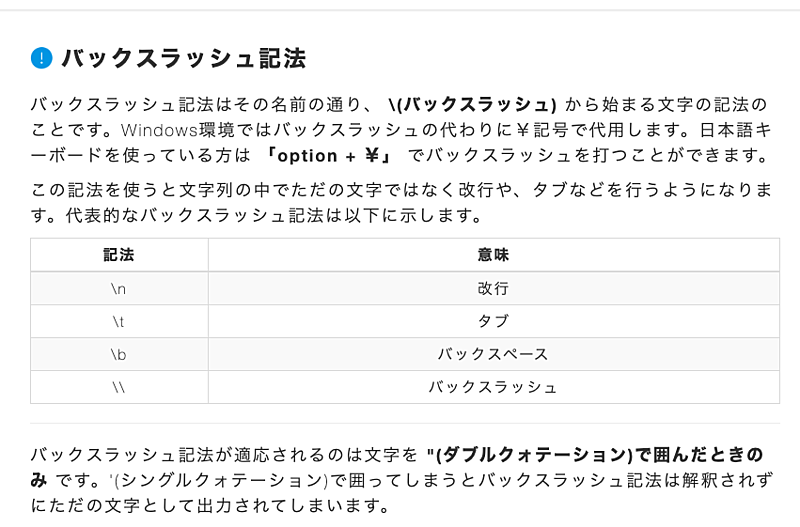 ! バックスラッシュ記法
バックスラッシュ記法はその名前の通り、 \(バックスラッシュ) から始まる文字の記法の
ことです。Windows環境ではバックスラッシュの代わりに￥記号で代用します。日本語キ
ーボードを使っている方は 「option + ￥」 でバックスラッシュを打つことができます。
この記法を使うと文字列の中でただの文字ではなく改行や、タブなどを行うようになりま
す。代表的なバックスラッシュ記法は以下に示します。
記法 意味
\n 改行
\t タブ
\b バックスペース
\\ バックスラッシュ
バックスラッシュ記法が適応されるのは文字を "(ダブルクォテーション)で囲んだときの
み です。'(シングルクォテーション)で囲ってしまうとバックスラッシュ記法は解釈されず
にただの文字として出力されてしまいます。